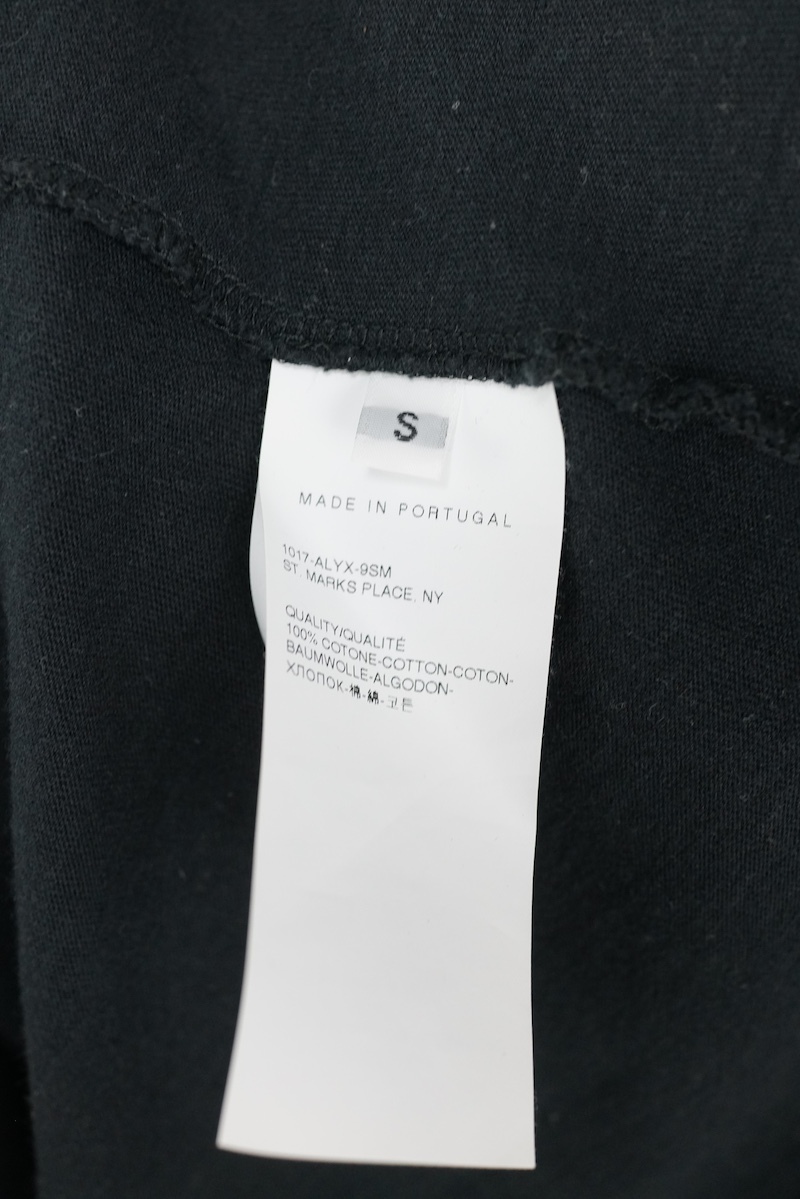 S
MADE IN PORTUGAL
1017-ALYX-9SM
ST. MARKS PLACE, NY
QUALITY/QUALITÉ
100% COTONE-COTTON-COTON-
BAUMWOLLE-ALGODON-
ХЛОПОК-棉-綿-코튼